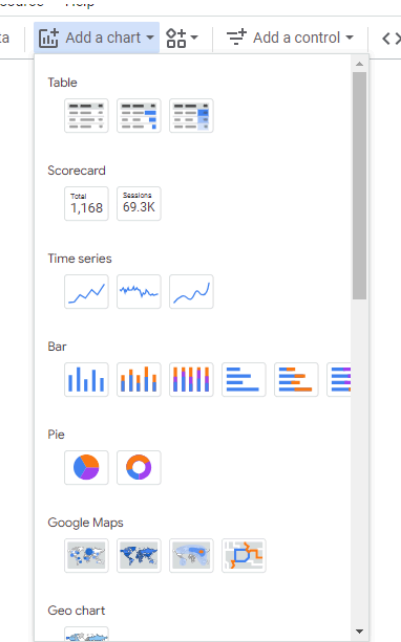 Add a chart
Add a control
Table
Scorecard
Total
1,168
Sessions
69.3K
Time series
Bar
Pie
Google Maps
Geo chart